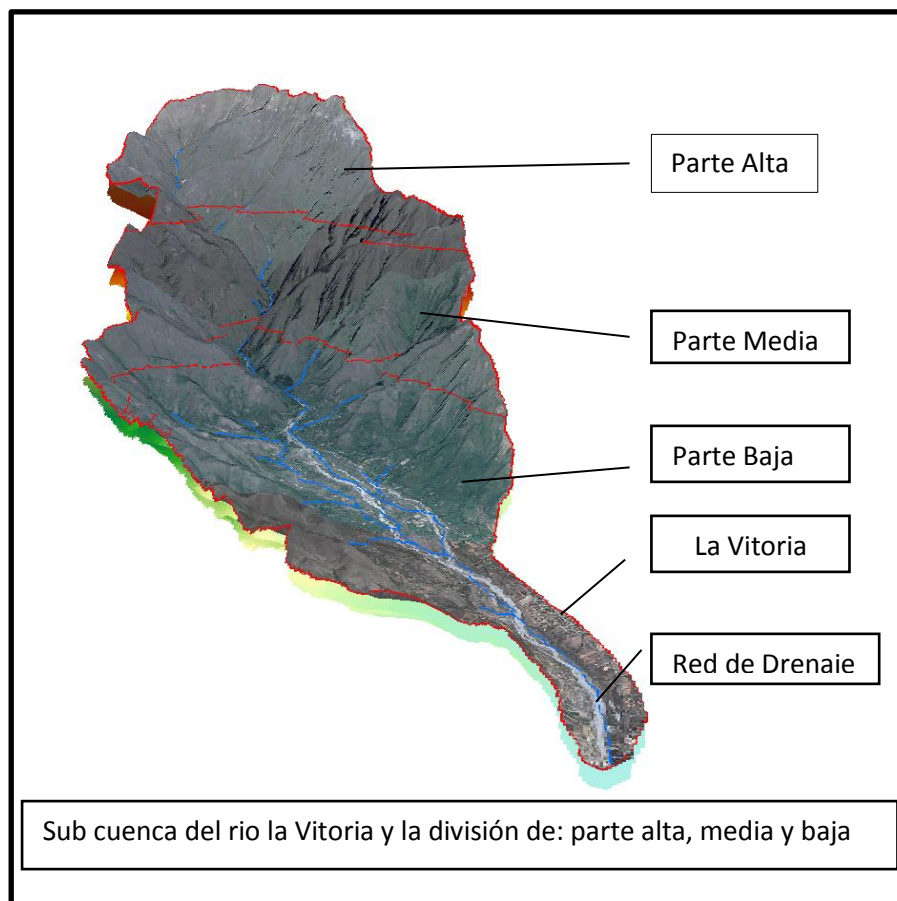 Parte Alta
Parte Media
Parte Baja
La Vitoria
Red de Drenaje
Sub cuenca del rio la Vitoria y la división de: parte alta, media y baja